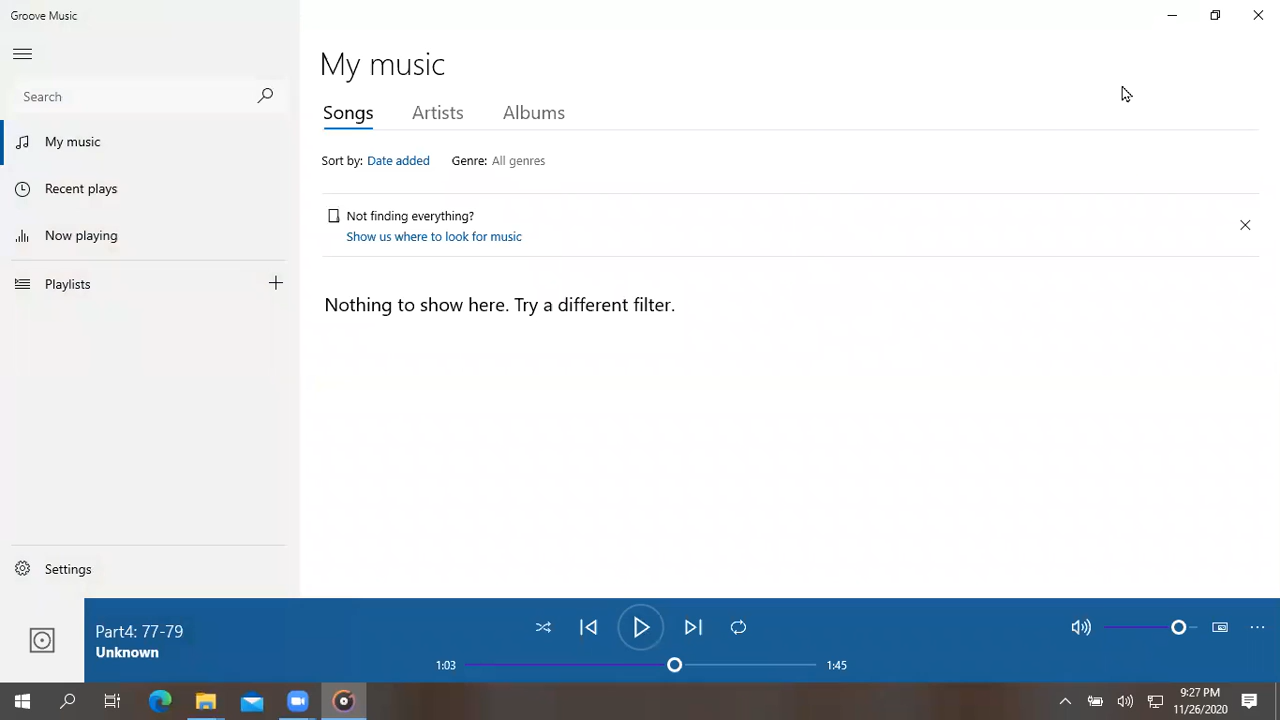 Groove Music
Search
My music
Recent plays
Now playing
Playlists
Settings
My music
Songs Artists Albums
Sort by: Date added Genre: All genres
Not finding everything?
Show us where to look for music
Nothing to show here. Try a different filter.
Part4: 77-79
Unknown
1:03 1:45
9:27 PM
11/26/2020